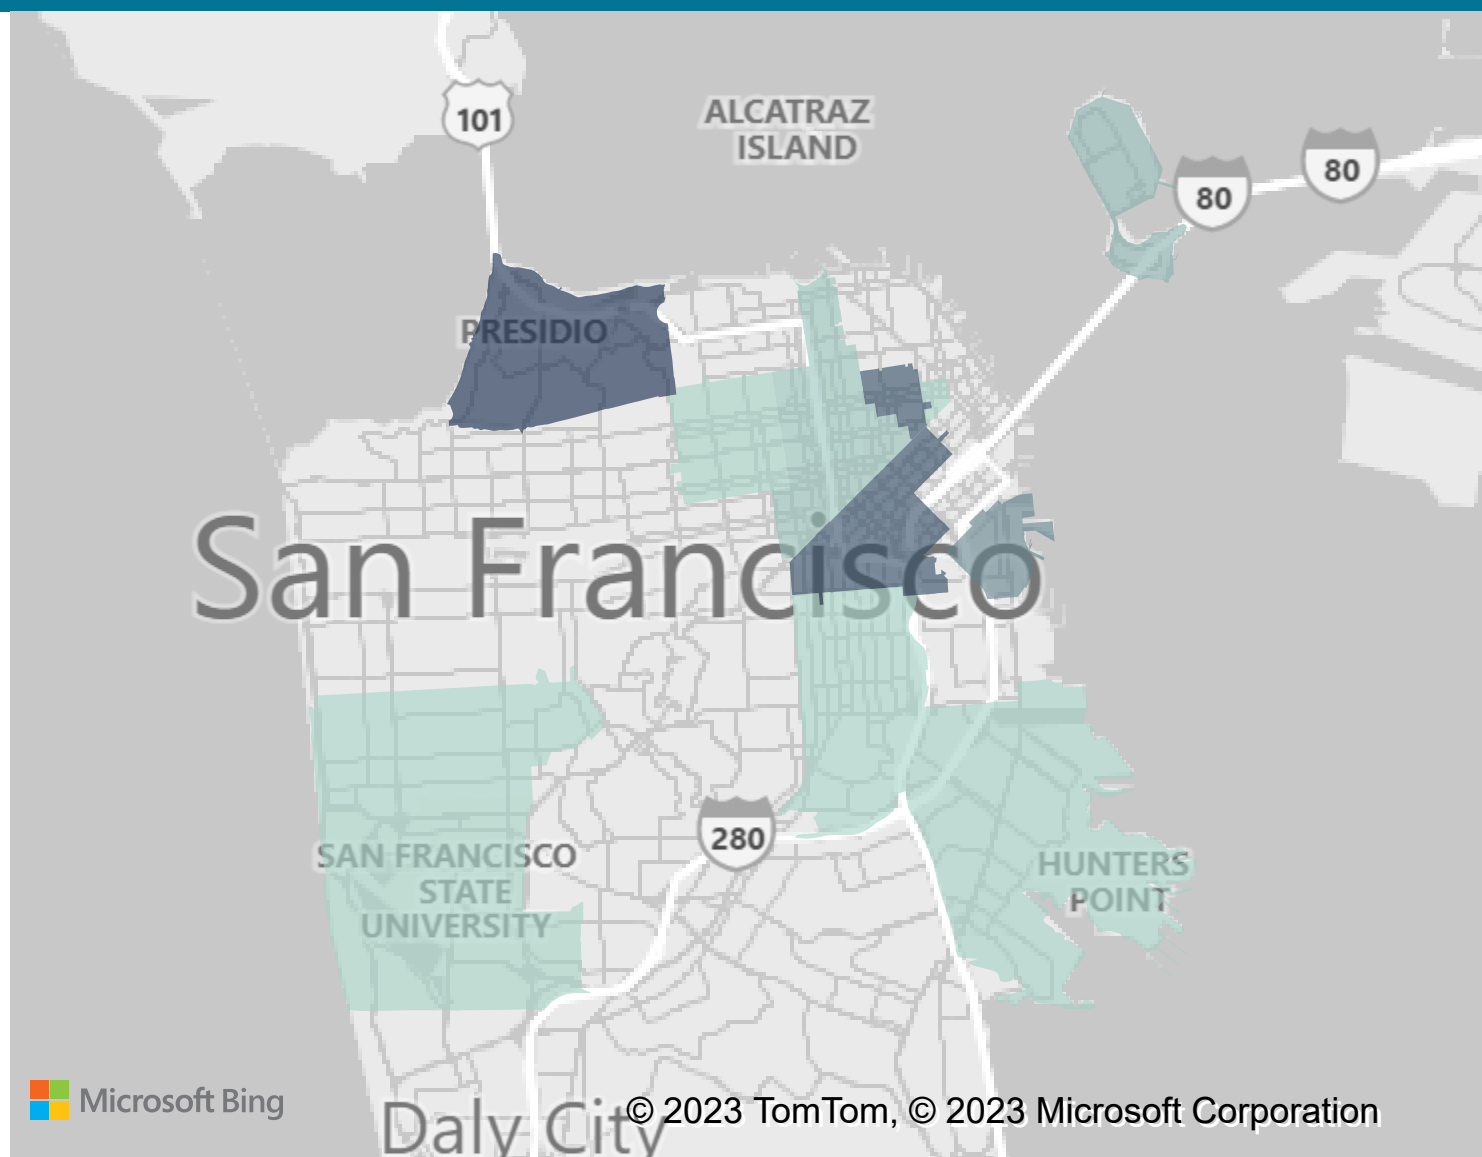 101
ALCATRAZ
ISLAND
80
80
PRESIDIO
San Francisco
280
SAN FRANCISCO
STATE
UNIVERSITY
HUNTERS
POINT
Microsoft Bing
Daly City
© 2023 TomTom, © 2023 Microsoft Corporation